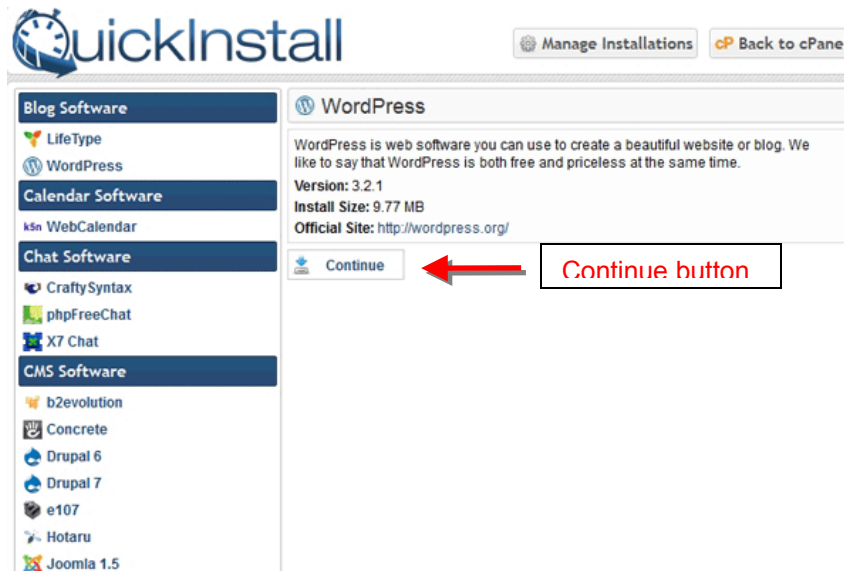 QuickInstall
Manage Installations
cP Back to cPane
Blog Software
LifeType
WordPress
Calendar Software
k5n WebCalendar
Chat Software
CraftySyntax
phpFreeChat
X7 Chat
CMS Software
b2evolution
Concrete
Drupal 6
Drupal 7
e107
Hotaru
Joomla 1.5
WordPress
WordPress is web software you can use to create a beautiful website or blog. We
like to say that WordPress is both free and priceless at the same time.
Version: 3.2.1
Install Size: 9.77 MB
Official Site: http://wordpress.org/
Continue
Continue button